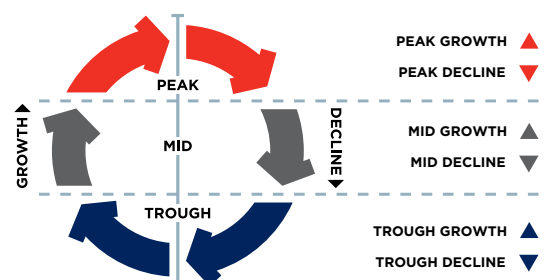 PEAK
MID
TROUGH
GROWTH
DECLINE
PEAK GROWTH
PEAK DECLINE
MID GROWTH
MID DECLINE
TROUGH GROWTH
TROUGH DECLINE